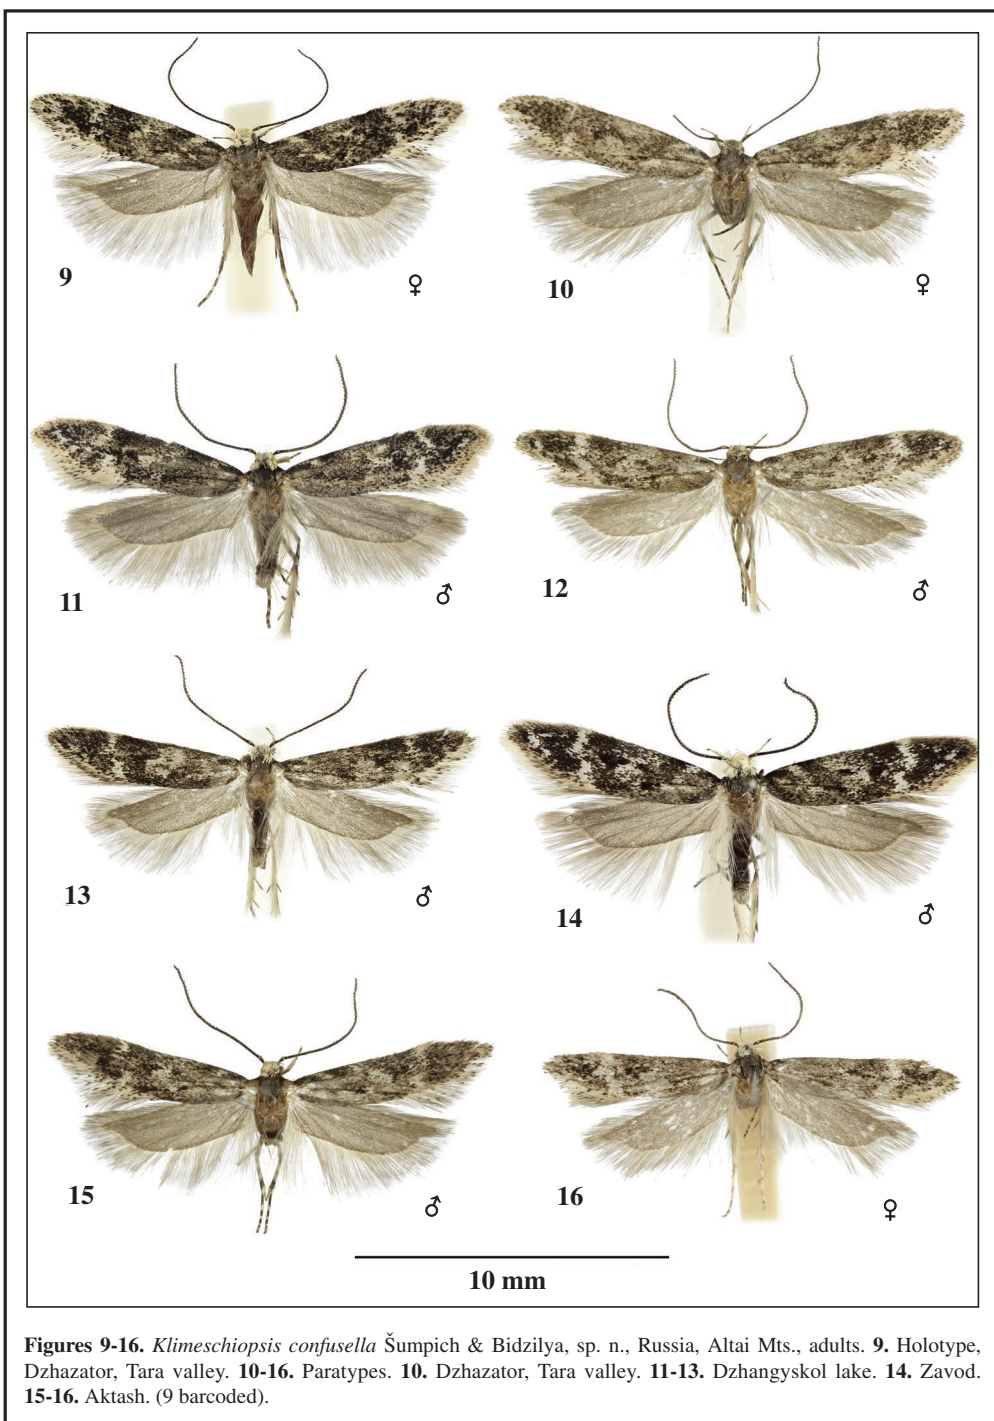 9 ♀
10 ♀
11 ♂
12 ♂
13 ♂
14 ♂
15 ♂
16 ♀
10 mm
Figures 9-16. Klimeschiopsis confusella Šumpich & Bidzilya, sp. n., Russia, Altai Mts., adults. 9. Holotype,
Dzhazator, Tara valley. 10-16. Paratypes. 10. Dzhazator, Tara valley. 11-13. Dzhangyskol lake. 14. Zavod.
15-16. Aktash. (9 barcoded).